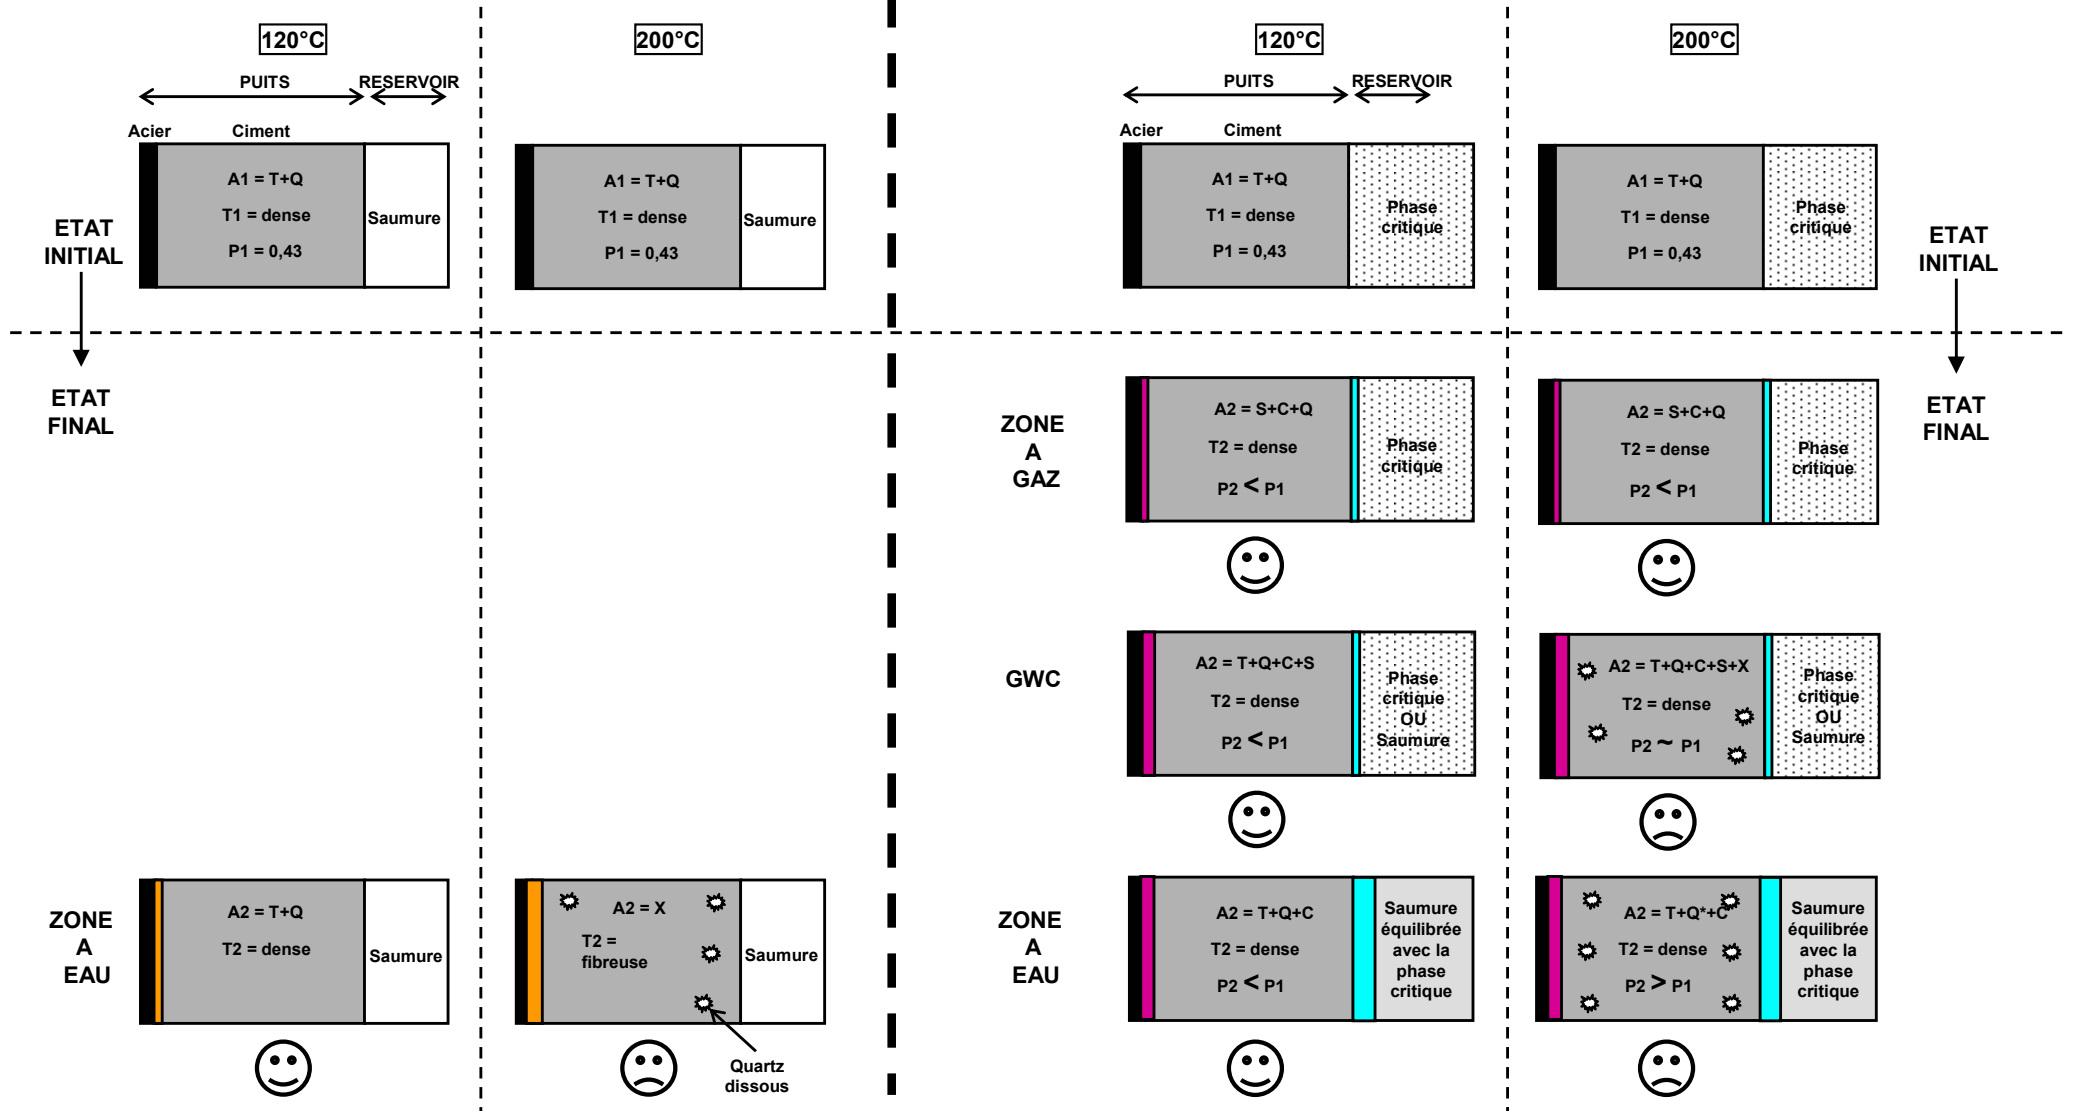 120°C
200°C
120°C
200°C
PUITS
RESERVOIR
PUITS
RESERVOIR
Acier
Ciment
Acier
Ciment
ETAT
INITIAL
A1 = T+Q
T1 = dense
P1 = 0,43
Saumure
A1 = T+Q
T1 = dense
P1 = 0,43
Saumure
A1 = T+Q
T1 = dense
P1 = 0,43
Phase
critique
A1 = T+Q
T1 = dense
P1 = 0,43
Phase
critique
ETAT
INITIAL
ETAT
FINAL
ZONE
A
GAZ
A2 = S+C+Q
T2 = dense
P2 < P1
Phase
critique
A2 = S+C+Q
T2 = dense
P2 < P1
Phase
critique
ETAT
FINAL
GWC
A2 = T+Q+C+S
T2 = dense
P2 < P1
Phase
critique
OU
Saumure
A2 = T+Q+C+S+X
T2 = dense
P2 ~ P1
Phase
critique
OU
Saumure
ZONE
A
EAU
A2 = T+Q
T2 = dense
Saumure
A2 = X
T2 =
fibreuse
Saumure
Quartz
dissous
ZONE
A
EAU
A2 = T+Q+C
T2 = dense
P2 < P1
Saumure
équilibrée
avec la
phase
critique
A2 = T+Q*+C
T2 = dense
P2 > P1
Saumure
équilibrée
avec la
phase
critique